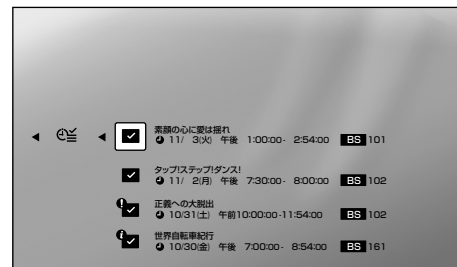 素顔の心に愛は揺れ
11/ 3(火) 午後 1:00:00- 2:54:00 BS 101
タップ!ステップ!ダンス!
11/ 2(月) 午後 7:30:00- 8:00:00 BS 102
正義への大脱出
10/31(土) 午前10:00:00-11:54:00 BS 102
世界自転車紀行
10/30(金) 午後 7:00:00- 8:54:00 BS 161